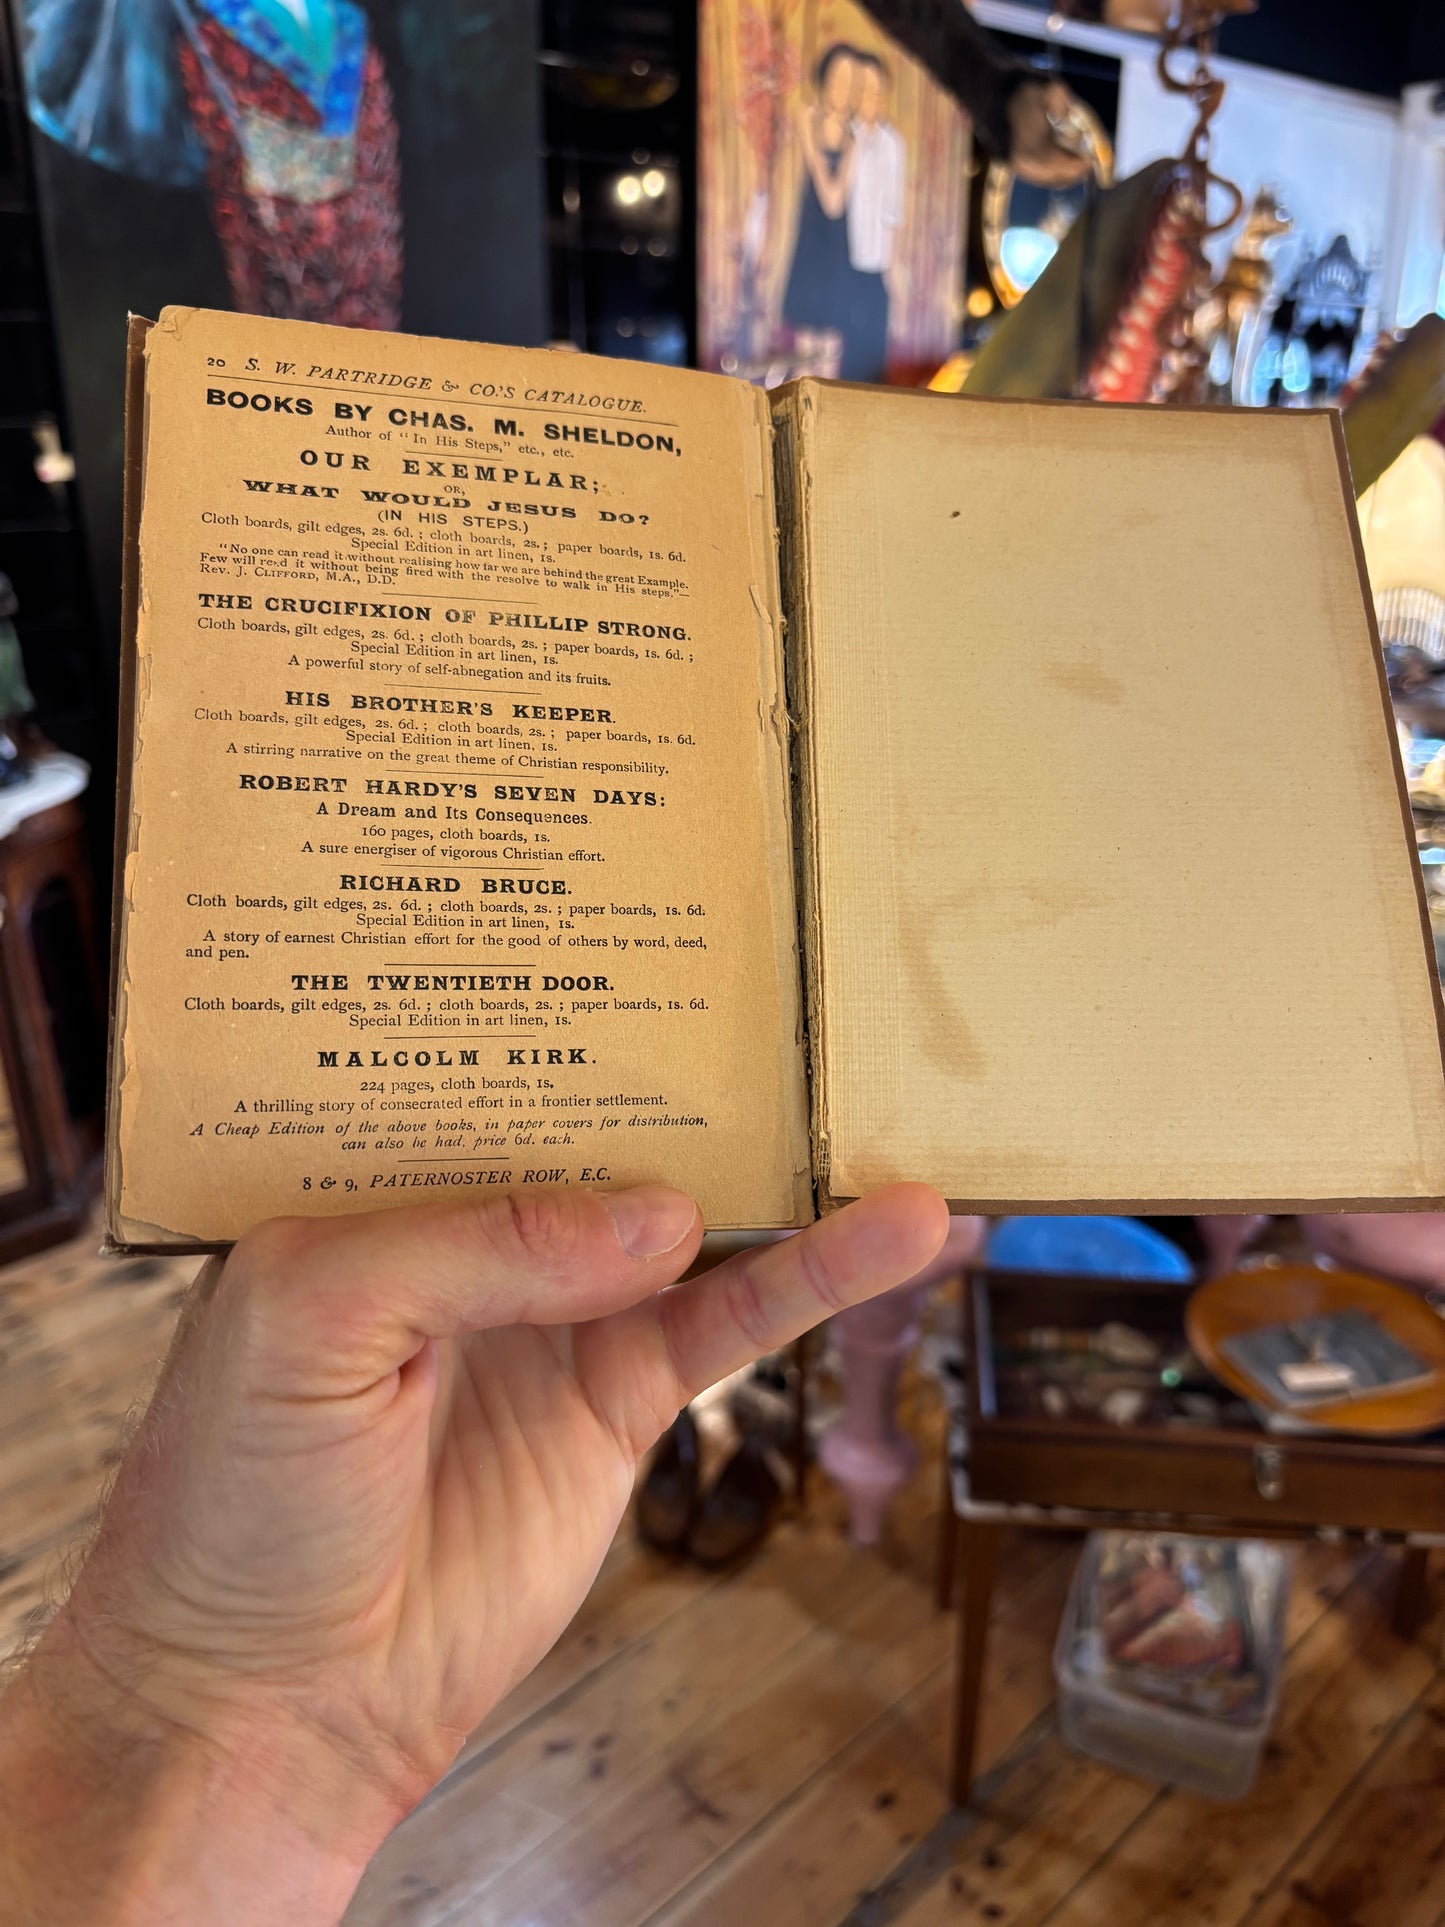 20 S. W. PARTRIDGE & CO.'S CATALOGUE.
BOOKS BY CHAS. M. SHELDON,
Author of "In His Steps," etc., etc.
OUR EXEMPLAR;
OR,
WHAT WOULD JESUS DO?
(IN HIS STEPS.)
Cloth boards, gilt edges, 2s. 6d.; cloth boards, 2s.; paper boards, 1s. 6d.
Special Edition in art linen, 1s.
"No one can read it without realising how far we are behind the great Example.
Few will read it without being fired with the resolve to walk in His steps."—
Rev. J. CLIFFORD, M.A., D.D.
THE CRUCIFIXION OF PHILLIP STRONG.
Cloth boards, gilt edges, 2s. 6d.; cloth boards, 2s.; paper boards, 1s. 6d.;
Special Edition in art linen, 1s.
A powerful story of self-abnegation and its fruits.
HIS BROTHER'S KEEPER.
Cloth boards, gilt edges, 2s. 6d.; cloth boards, 2s.; paper boards, 1s. 6d.
Special Edition in art linen, 1s.
A stirring narrative on the great theme of Christian responsibility.
ROBERT HARDY'S SEVEN DAYS:
A Dream and Its Consequences.
160 pages, cloth boards, 1s.
A sure energiser of vigorous Christian effort.
RICHARD BRUCE.
Cloth boards, gilt edges, 2s. 6d.; cloth boards, 2s.; paper boards, 1s. 6d.
Special Edition in art linen, 1s.
A story of earnest Christian effort for the good of others by word, deed,
and pen.
THE TWENTIETH DOOR.
Cloth boards, gilt edges, 2s. 6d.; cloth boards, 2s.; paper boards, 1s. 6d.
Special Edition in art linen, 1s.
MALCOLM KIRK.
224 pages, cloth boards, 1s.
A thrilling story of consecrated effort in a frontier settlement.
A Cheap Edition of the above books, in paper covers for distribution,
can also be had, price 6d. each.
8 & 9, PATERNOSTER ROW, E.C.